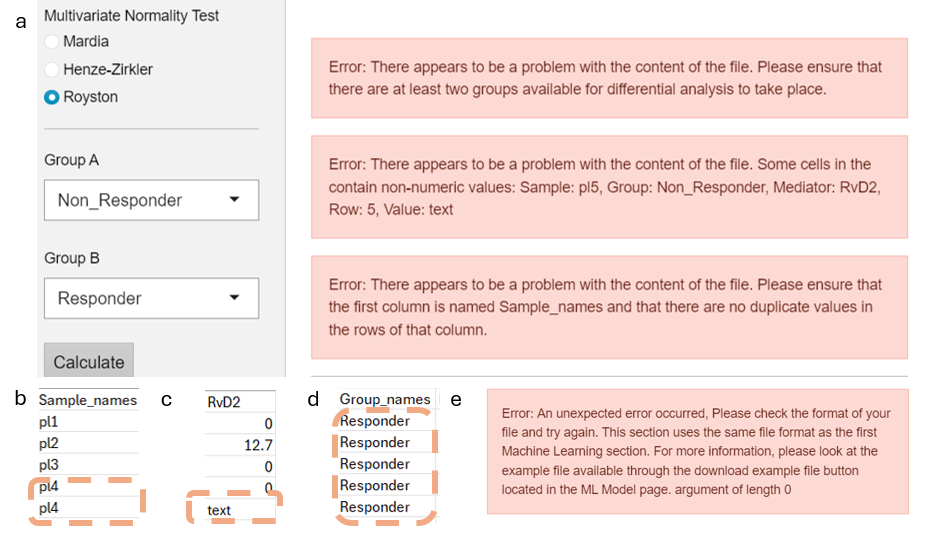 a
Multivariate Normality Test
Mardia
Henze-Zirkler
Royston
Group A
Non_Responder
Group B
Responder
Calculate
Error: There appears to be a problem with the content of the file. Please ensure that
there are at least two groups available for differential analysis to take place.
Error: There appears to be a problem with the content of the file. Some cells in the
contain non-numeric values: Sample: pl5, Group: Non_Responder, Mediator: RvD2,
Row: 5, Value: text
Error: There appears to be a problem with the content of the file. Please ensure that
the first column is named Sample_names and that there are no duplicate values in
the rows of that column.
b
Sample_names
pl1
pl2
pl3
pl4
pl4
c
RvD2
0
12.7
0
0
text
d
Group_names
Responder
Responder
Responder
Responder
Responder
e
Error: An unexpected error occurred, Please check the format of your
file and try again. This section uses the same file format as the first
Machine Learning section. For more information, please look at the
example file available through the download example file button
located in the ML Model page. argument of length 0